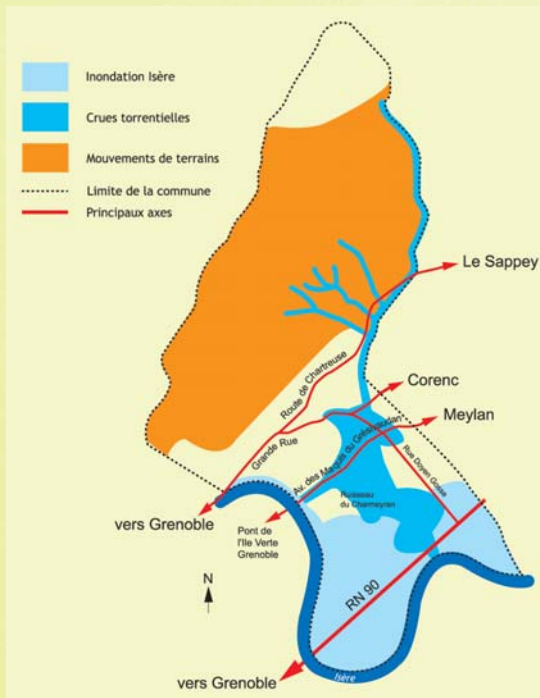 Inondation Isère
Crues torrentielles
Mouvements de terrains
Limite de la commune
Principaux axes
Le Sappey
Route de Chartreuse
Corenc
Grande Rue
Meylan
Av. des Maquis du Grésivaudan
Rue Doyen Gosse
Ruisseau
du Charmeyran
vers Grenoble
Pont de
l'Ile Verte
Grenoble
N
RN 90
Isère
vers Grenoble